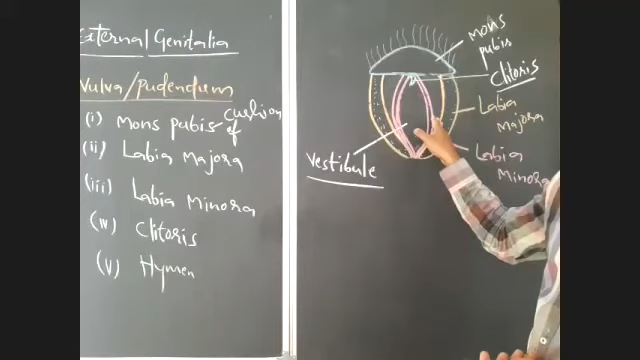 External Genitalia
Vulva/pudendum
(i) Mons pubis - cushion of
(ii) Labia Majora
(iii) Labia Minora
(iv) Clitoris
(v) Hymen
Mons pubis
Clitoris
Labia Majora
Labia Minora
Vestibule